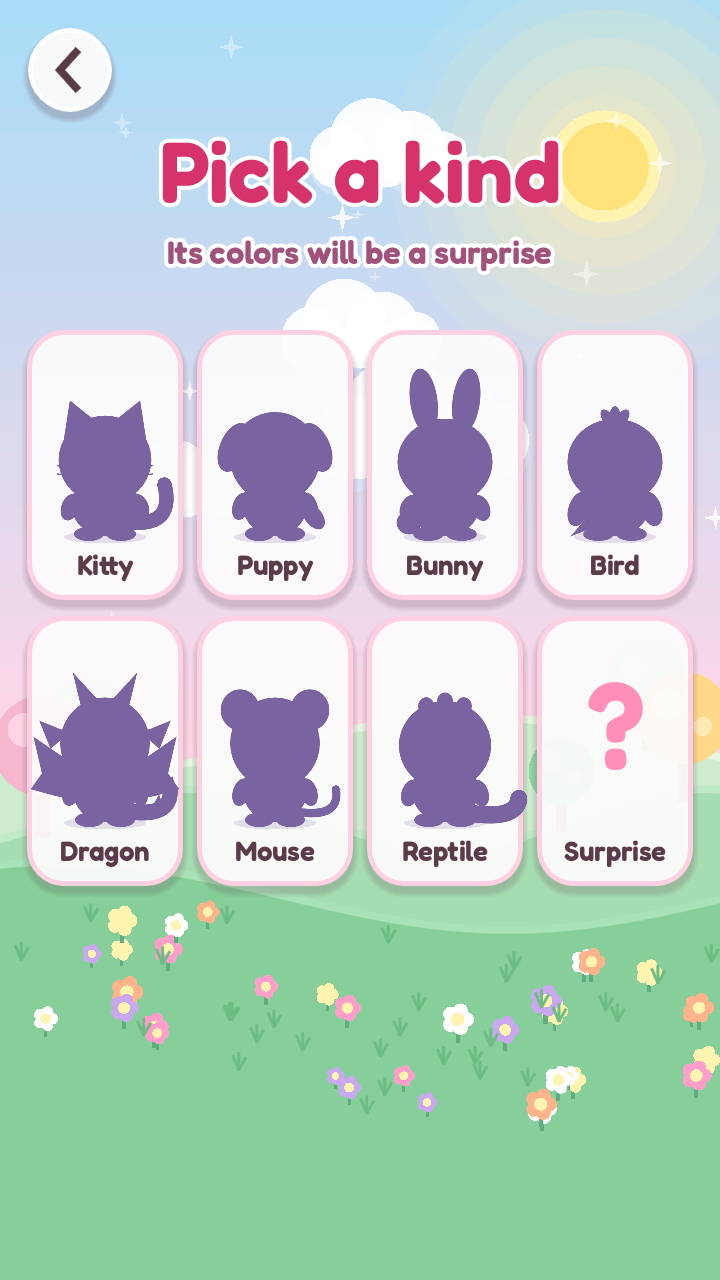 Pick a kind
Its colors will be a surprise
Kitty
Puppy
Bunny
Bird
Dragon
Mouse
Reptile
?
Surprise